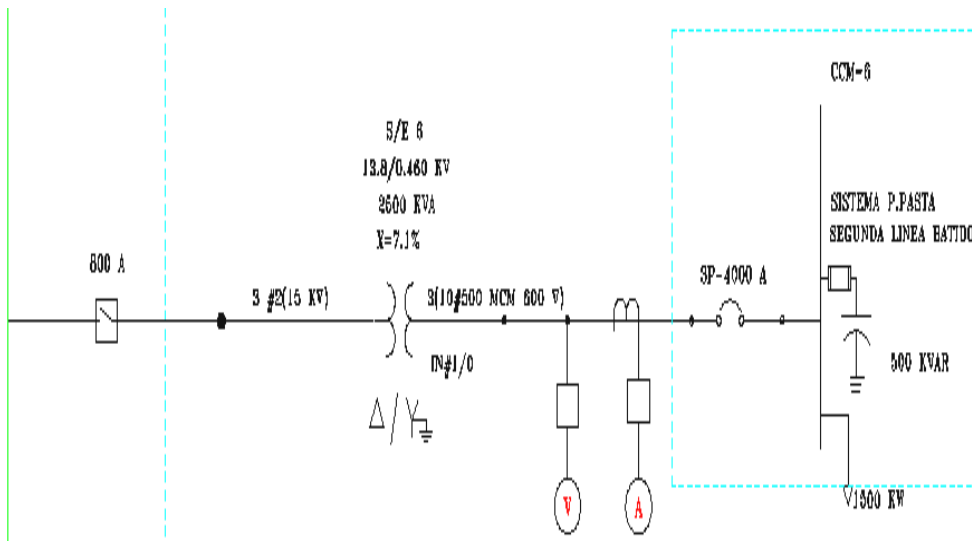 CCM-6
S/E 6
13.8/0.460 KV
2500 KVA
X=7.1%
SISTEMA P.PASTA
SEGUNDA LINEA BATIDO
800 A
3P-4000 A
3 #2(15 KV)
3(10#500 MCM 600 V)
1N#1/0
500 KVAR
V
A
1500 KW